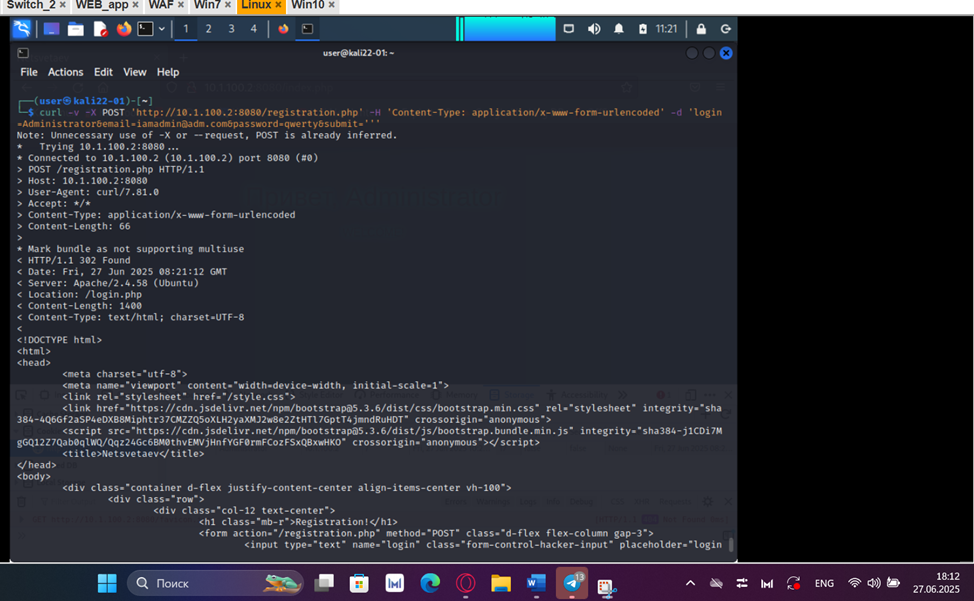 Switch_2 × WEB_app × WAF × Win7 × Linux × Win10 ×
1 2 3 4 11:21
user@kali22-01: ~
File Actions Edit View Help
┌──(user㉿kali22-01)-[~]
└─$ curl -v -X POST 'http://10.1.100.2:8080/registration.php' -H 'Content-Type: application/x-www-form-urlencoded' -d 'login
=Administrator&email=iamadmin@adm.com&password=qwerty&submit='''
Note: Unnecessary use of -X or --request, POST is already inferred.
* Trying 10.1.100.2:8080...
* Connected to 10.1.100.2 (10.1.100.2) port 8080 (#0)
> POST /registration.php HTTP/1.1
> Host: 10.1.100.2:8080
> User-Agent: curl/7.81.0
> Accept: */*
> Content-Type: application/x-www-form-urlencoded
> Content-Length: 66
>
* Mark bundle as not supporting multiuse
< HTTP/1.1 302 Found
< Date: Fri, 27 Jun 2025 08:21:12 GMT
< Server: Apache/2.4.58 (Ubuntu)
< Location: /login.php
< Content-Length: 1400
< Content-Type: text/html; charset=UTF-8
<
<!DOCTYPE html>
<html>
<head>
<meta charset="utf-8">
<meta name="viewport" content="width=device-width, initial-scale=1">
<link rel="stylesheet" href="/style.css">
<link href="https://cdn.jsdelivr.net/npm/bootstrap@5.3.6/dist/css/bootstrap.min.css" rel="stylesheet" integrity="sha
384-4Q6Gf2aSP4eDXB8Miphtr37CMZZQ5oXLH2yaXMJ2w8e2ZtHTl7GptT4jmndRuHDT" crossorigin="anonymous">
<script src="https://cdn.jsdelivr.net/npm/bootstrap@5.3.6/dist/js/bootstrap.bundle.min.js" integrity="sha384-j1CDi7M
gGQ12Z7Qab0qlWQ/Qqz24Gc6BM0thvEMVjHnfYGF0rmFCozFSxQBxwHKO" crossorigin="anonymous"></script>
<title>Netsvetaev</title>
</head>
<body>
<div class="container d-flex justify-content-center align-items-center vh-100">
<div class="row">
<div class="col-12 text-center">
<h1 class="mb-r">Registration!</h1>
<form action="/registration.php" method="POST" class="d-flex flex-column gap-3">
<input type="text" name="login" class="form-control-hacker-input" placeholder="login
Поиск
13
ENG
18:12
27.06.2025